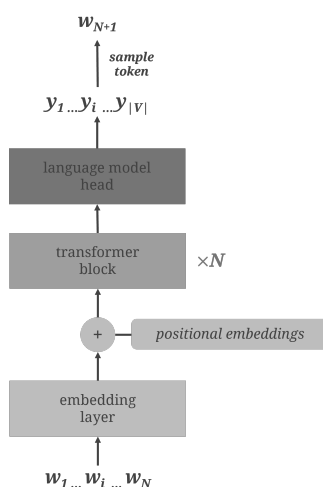 w_{N+1}
sample
token
y_1 ...y_i ...y_{|V|}
language model
head
transformer
block
×N
+
positional embeddings
embedding
layer
w_1...w_i ...w_N